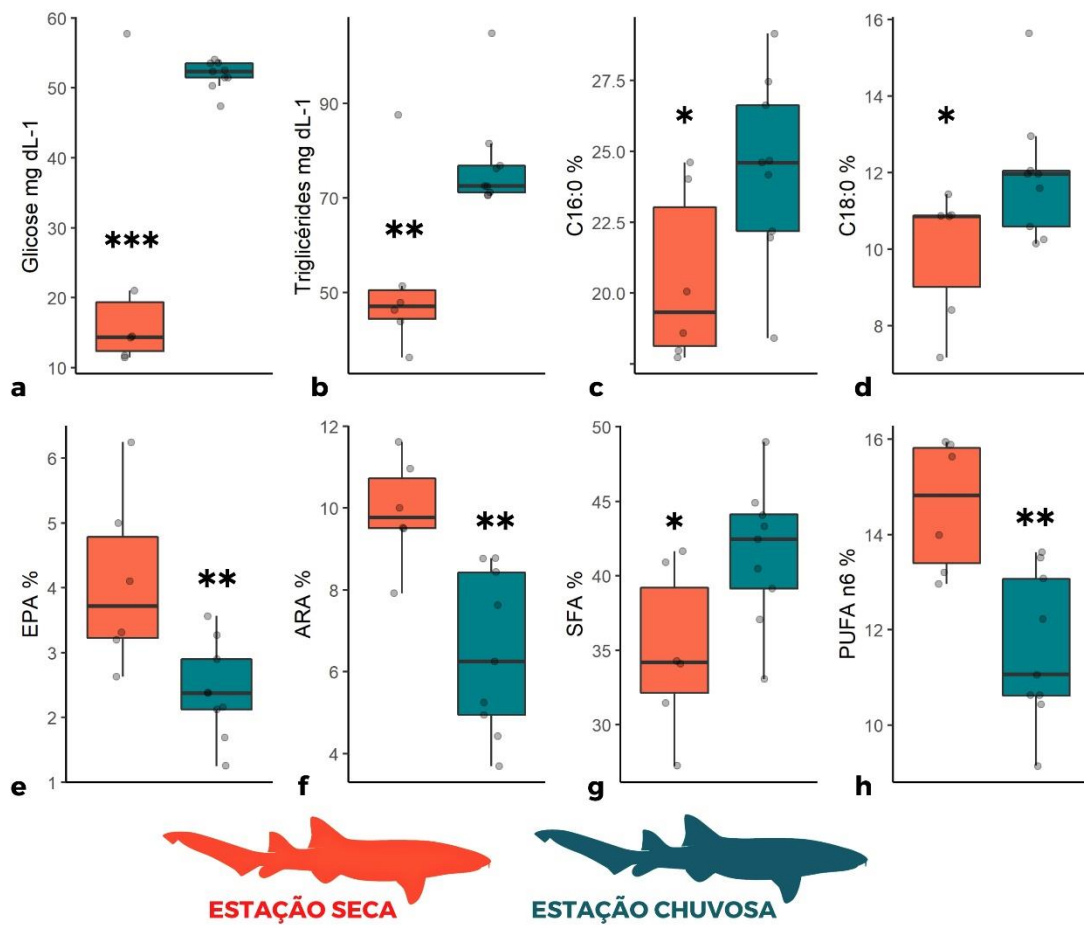 Glicose mg dL-1
60
50
40
30
20
10
***
a
Triglicérides mg dL-1
90
70
50
**
b
C16:0 %
27.5
25.0
22.5
20.0
*
c
C18:0 %
16
14
12
10
8
*
d
EPA %
6
5
4
3
2
1
**
e
ARA %
12
10
8
6
4
**
f
SFA %
50
45
40
35
30
*
g
PUFA n6 %
16
14
12
10
**
h
ESTAÇÃO SECA
ESTAÇÃO CHUVOSA